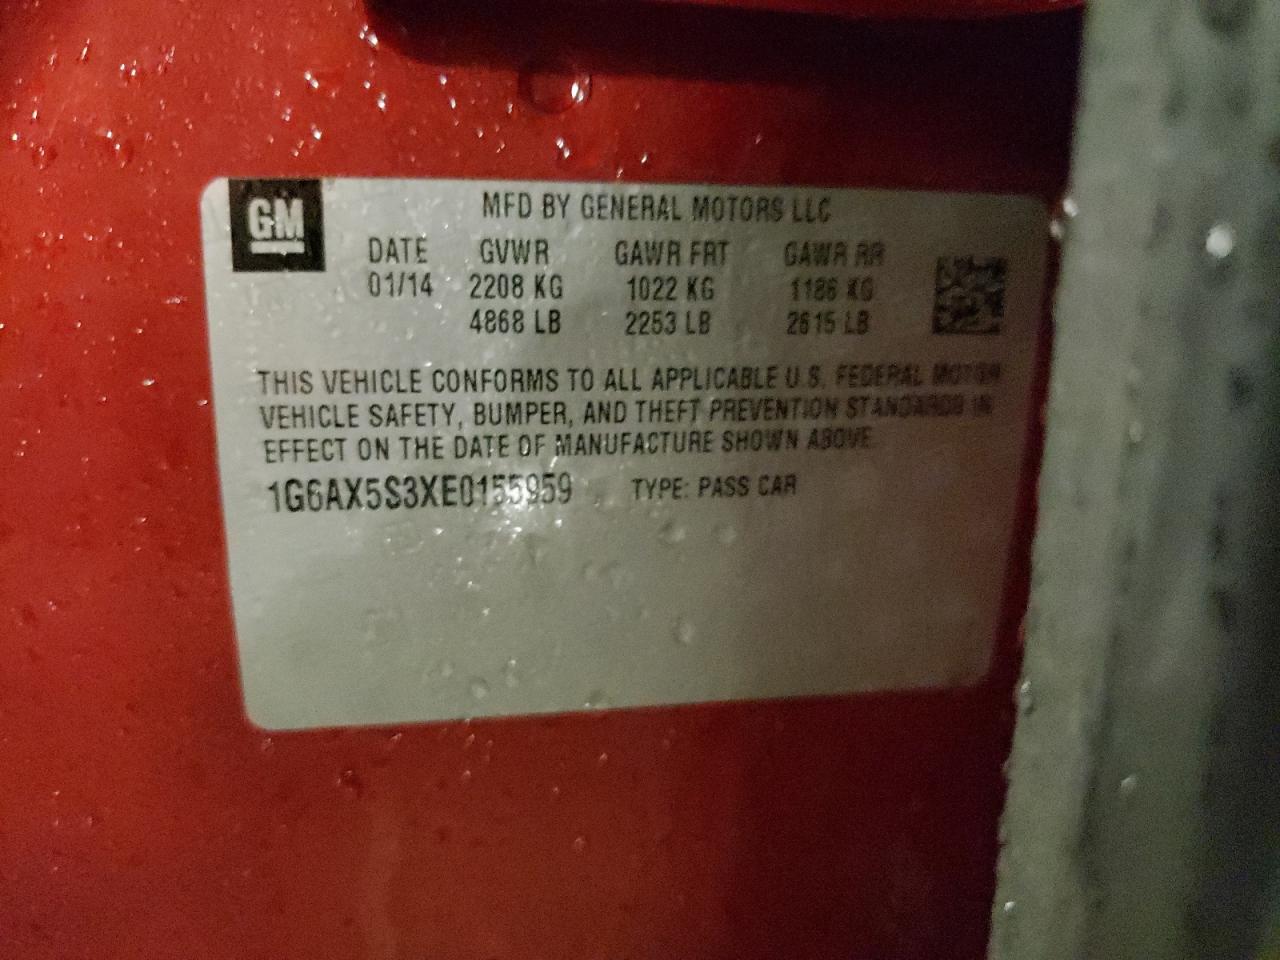 GM
MFD BY GENERAL MOTORS LLC
DATE GVWR GAWR FRT GAWR RR
01/14 2208 KG 1022 KG 1186 KG
4868 LB 2253 LB 2615 LB
THIS VEHICLE CONFORMS TO ALL APPLICABLE U.S. FEDERAL MOTOR
VEHICLE SAFETY, BUMPER, AND THEFT PREVENTION STANDARDS IN
EFFECT ON THE DATE OF MANUFACTURE SHOWN ABOVE.
1G6AX5S3XE0155959 TYPE: PASS CAR